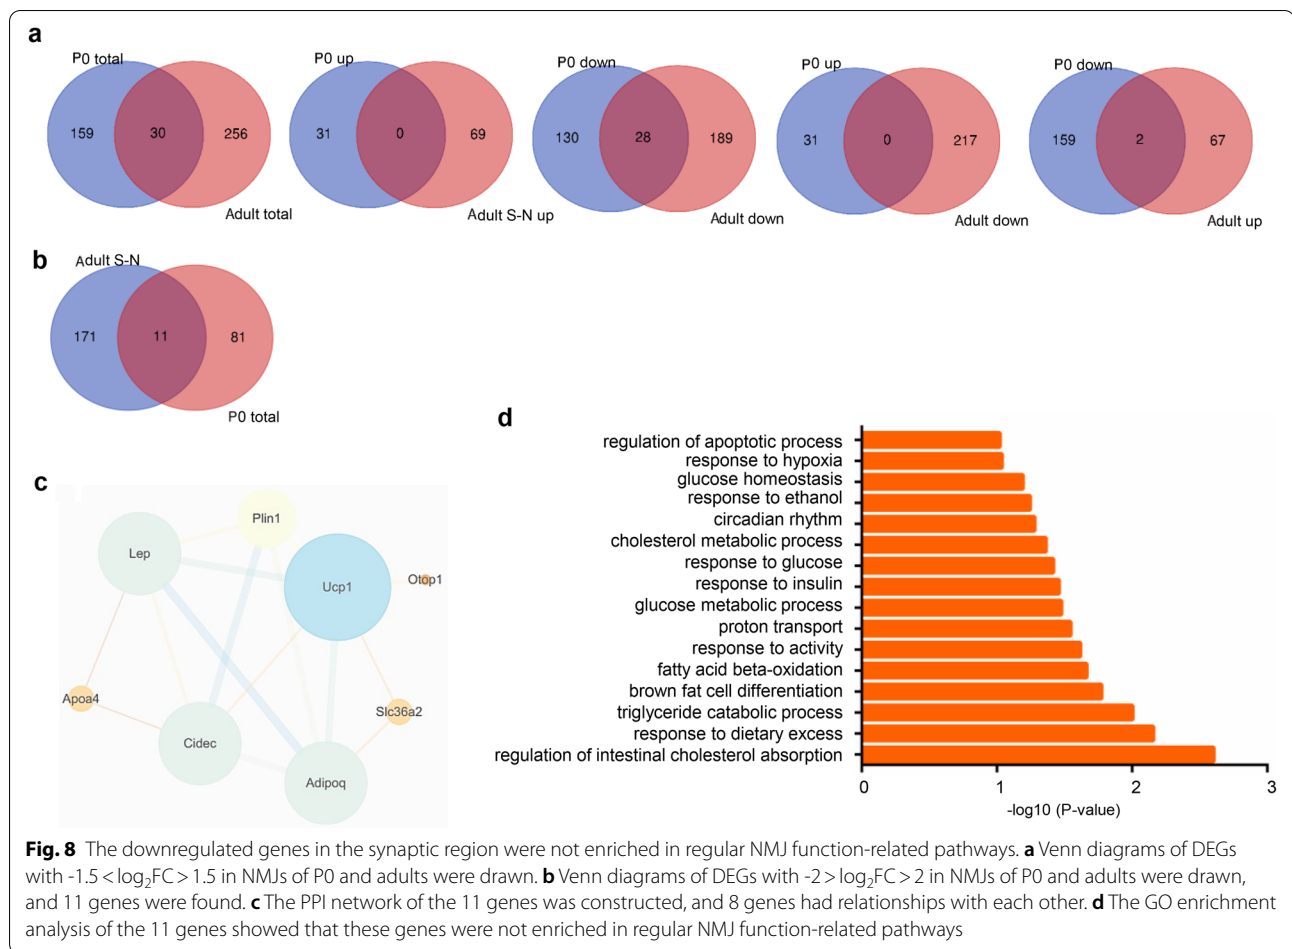 a
P0 total
159
30
256
Adult total
P0 up
31
0
69
Adult S-N up
P0 down
130
28
189
Adult down
P0 up
31
0
217
Adult down
P0 down
159
2
67
Adult up
b
Adult S-N
171
11
81
P0 total
c
Plin1
Lep
Ucp1
Otop1
Apoa4
Slc36a2
Cidec
Adipoq
d
regulation of apoptotic process
response to hypoxia
glucose homeostasis
response to ethanol
circadian rhythm
cholesterol metabolic process
response to glucose
response to insulin
glucose metabolic process
proton transport
response to activity
fatty acid beta-oxidation
brown fat cell differentiation
triglyceride catabolic process
response to dietary excess
regulation of intestinal cholesterol absorption
0 1 2 3
-log10 (P-value)
Fig. 8 The downregulated genes in the synaptic region were not enriched in regular NMJ function-related pathways. a Venn diagrams of DEGs
with -1.5 < log₂FC > 1.5 in NMJs of P0 and adults were drawn. b Venn diagrams of DEGs with -2 > log₂FC > 2 in NMJs of P0 and adults were drawn,
and 11 genes were found. c The PPI network of the 11 genes was constructed, and 8 genes had relationships with each other. d The GO enrichment
analysis of the 11 genes showed that these genes were not enriched in regular NMJ function-related pathways